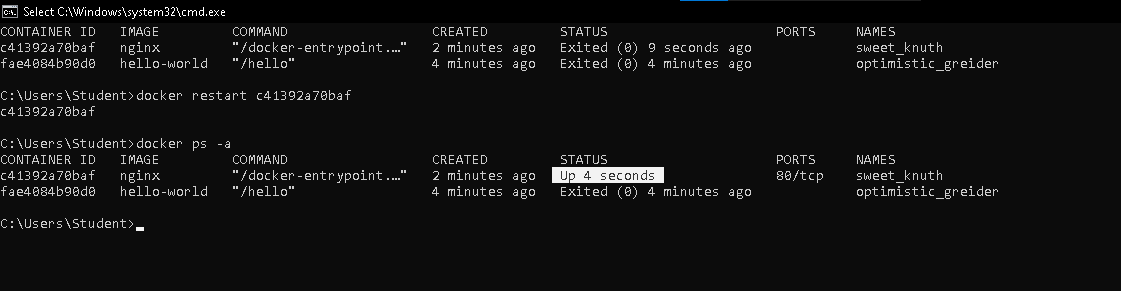 Select C:\Windows\system32\cmd.exe
CONTAINER ID   IMAGE         COMMAND                  CREATED         STATUS                     PORTS     NAMES
c41392a70baf   nginx         "/docker-entrypoint.…"   2 minutes ago   Exited (0) 9 seconds ago             sweet_knuth
fae4084b90d0   hello-world   "/hello"                 4 minutes ago   Exited (0) 4 minutes ago             optimistic_greider
C:\Users\Student>docker restart c41392a70baf
c41392a70baf
C:\Users\Student>docker ps -a
CONTAINER ID   IMAGE         COMMAND                  CREATED         STATUS                     PORTS     NAMES
c41392a70baf   nginx         "/docker-entrypoint.…"   2 minutes ago   Up 4 seconds               80/tcp    sweet_knuth
fae4084b90d0   hello-world   "/hello"                 4 minutes ago   Exited (0) 4 minutes ago             optimistic_greider
C:\Users\Student>